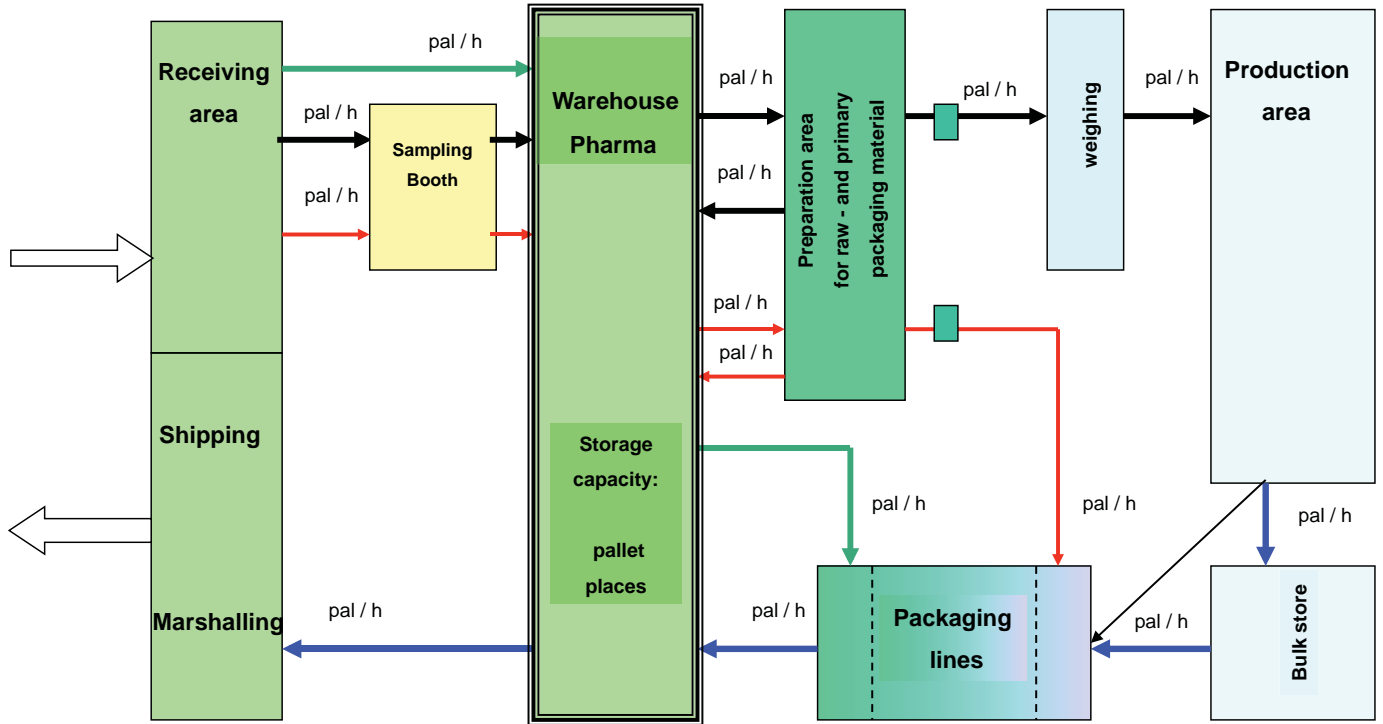 pal / h
Receiving
area
pal / h
Sampling
Booth
pal / h
Warehouse
Pharma
pal / h
pal / h
Preparation area
for raw - and primary
packaging material
pal / h
weighing
pal / h
Production
area
pal / h
pal / h
Shipping
Marshalling
pal / h
Storage
capacity:
pallet
places
pal / h
pal / h
pal / h
Packaging
lines
pal / h
pal / h
Bulk store